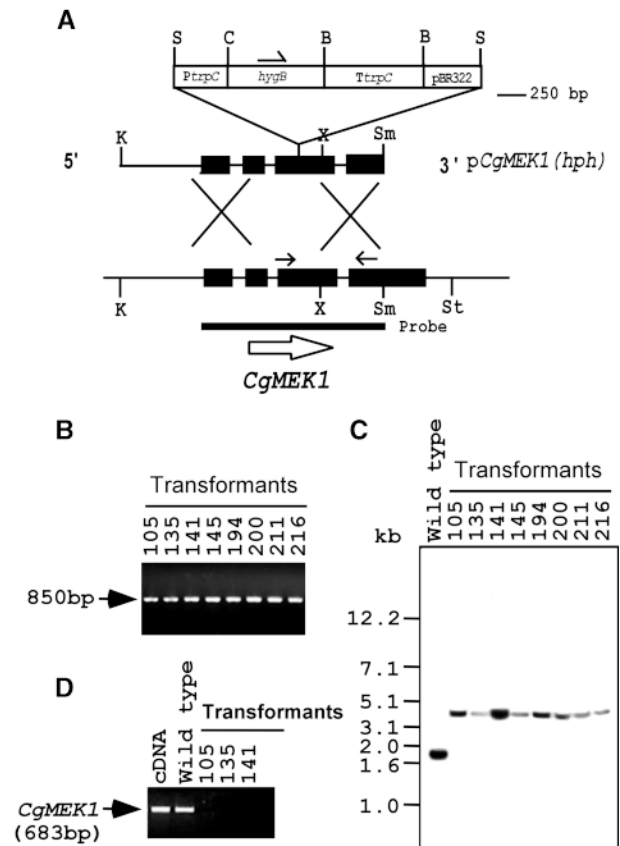 A
S C B B S
PtrpC hygB TtrpC pBR322
250 bp
K X Sm
5' 3' pCgMEK1(hph)
K X Sm St
Probe
CgMEK1
B
Transformants
105 135 141 145 194 200 211 216
850bp
C
Wild type
Transformants
105 135 141 145 194 200 211 216
kb
12.2
7.1
5.1
3.1
2.0
1.6
1.0
D
Transformants
cDNA Wild type 105 135 141
CgMEK1
(683bp)